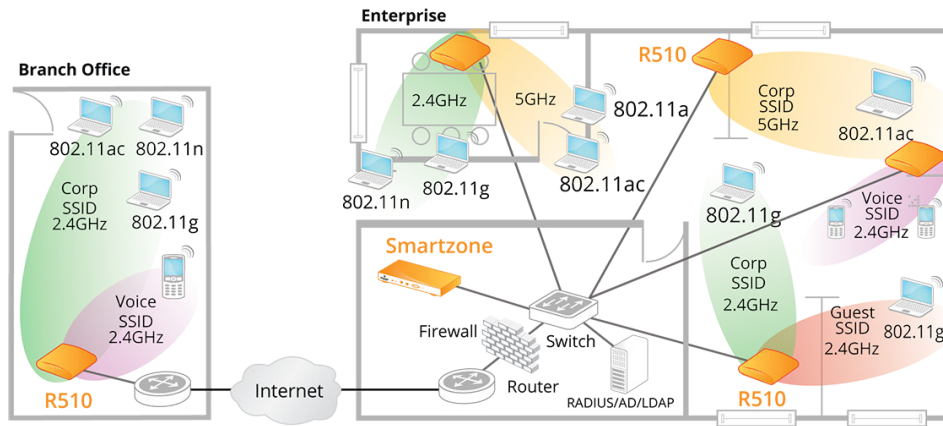 Branch Office
802.11ac
802.11n
Corp
SSID
2.4GHz
802.11g
Voice
SSID
2.4GHz
R510
Internet
Enterprise
2.4GHz
5GHz
802.11a
802.11n
802.11g
802.11ac
R510
Corp
SSID
5GHz
802.11ac
802.11g
Voice
SSID
2.4GHz
Smartzone
Firewall
Switch
Router
RADIUS/AD/LDAP
Corp
SSID
2.4GHz
Guest
SSID
2.4GHz
802.11g
R510